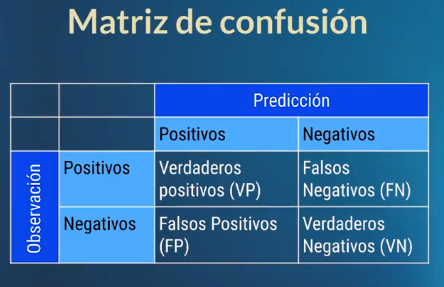 Matriz de confusión
Predicción
Positivos
Negativos
Observación
Positivos
Verdaderos
positivos (VP)
Falsos
Negativos (FN)
Negativos
Falsos Positivos
(FP)
Verdaderos
Negativos (VN)